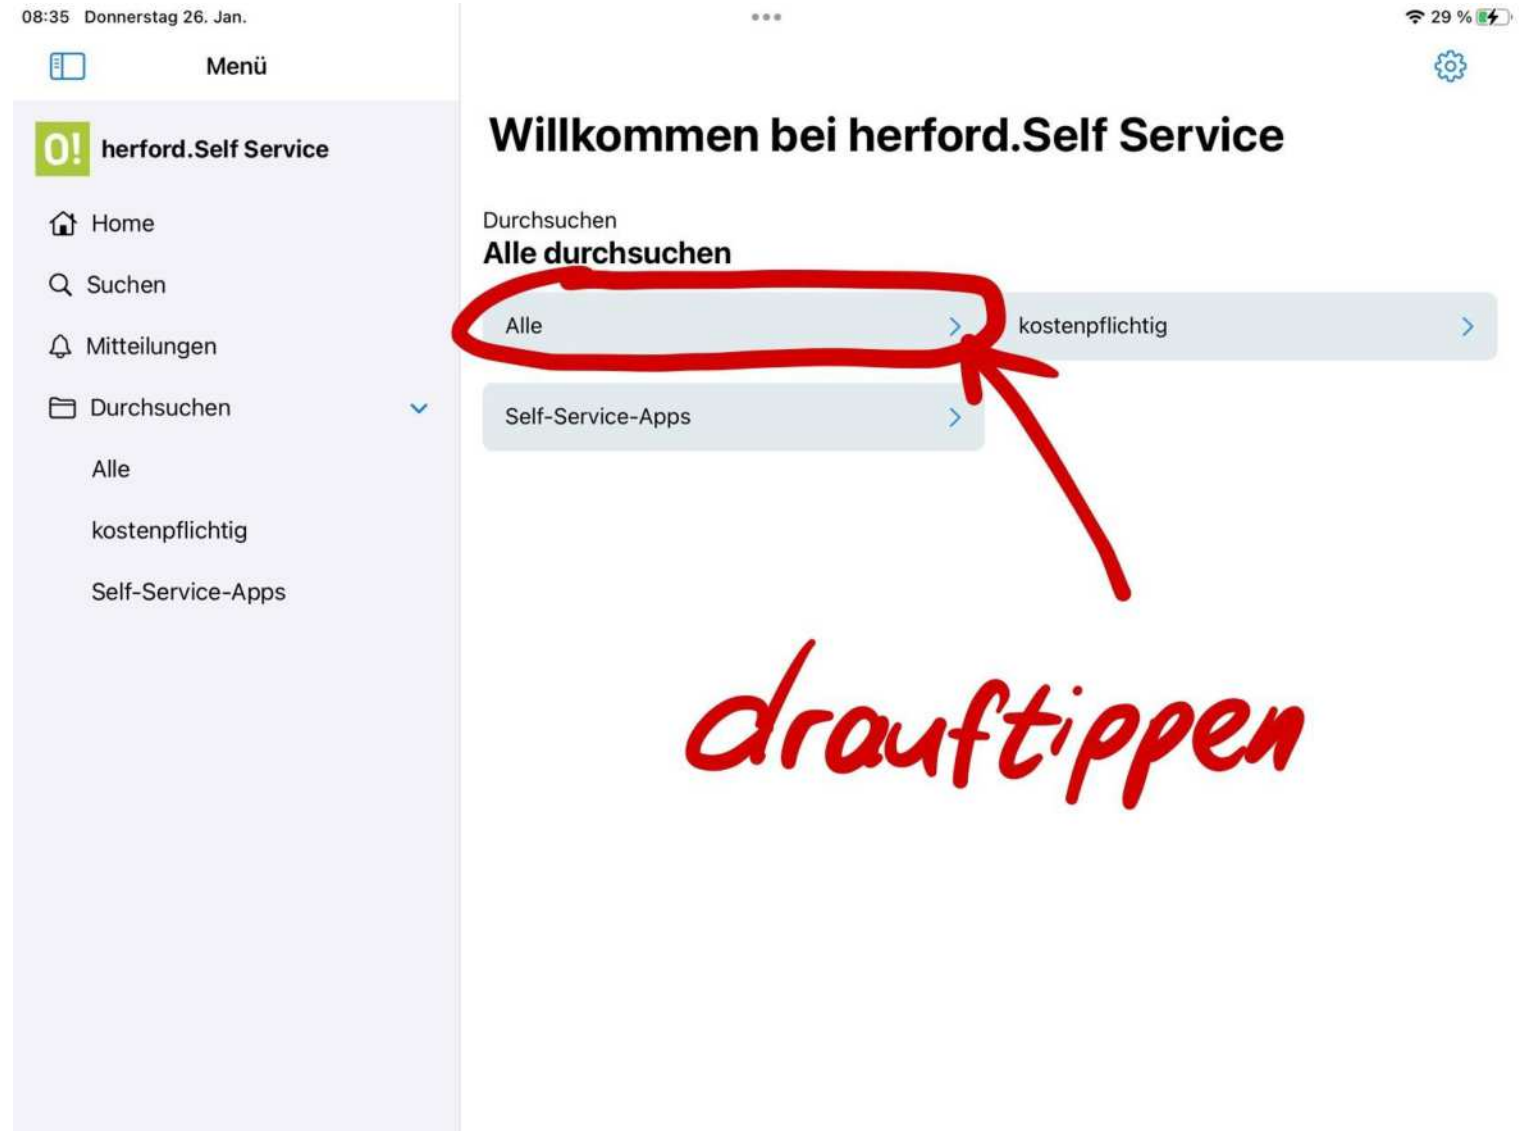 08:35 Donnerstag 26. Jan.
29 %
Menü
O! herford.Self Service
Home
Suchen
Mitteilungen
Durchsuchen
Alle
kostenpflichtig
Self-Service-Apps
Willkommen bei herford.Self Service
Durchsuchen
Alle durchsuchen
Alle
kostenpflichtig
Self-Service-Apps
drauftippen